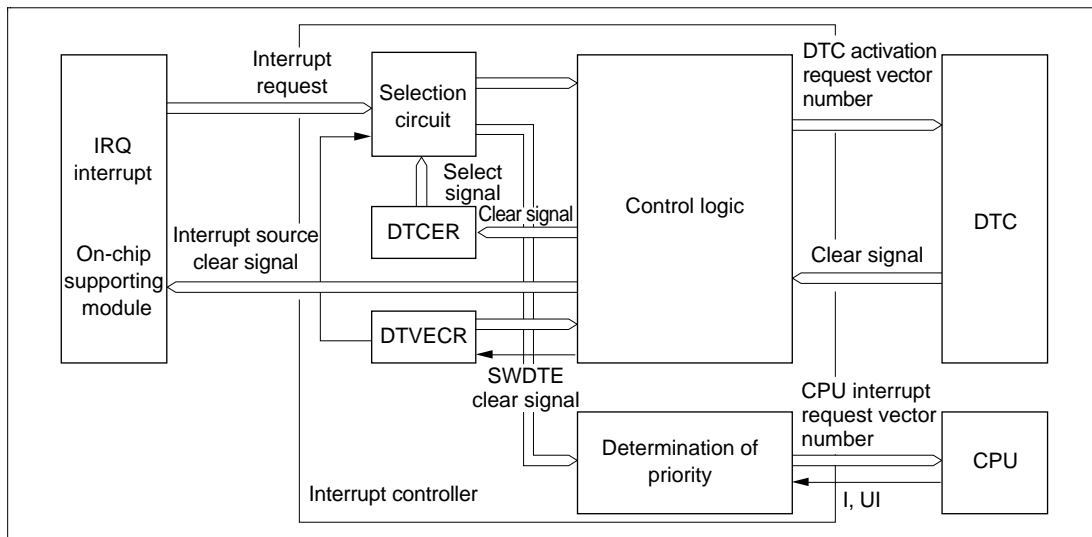 Interrupt
request
Selection
circuit
DTC activation
request vector
number
IRQ
interrupt
On-chip
supporting
module
Select
signal
DTCER
Clear signal
Control logic
DTC
Interrupt source
clear signal
Clear signal
DTVECR
SWDTE
clear signal
CPU interrupt
request vector
number
Determination of
priority
CPU
I, UI
Interrupt controller